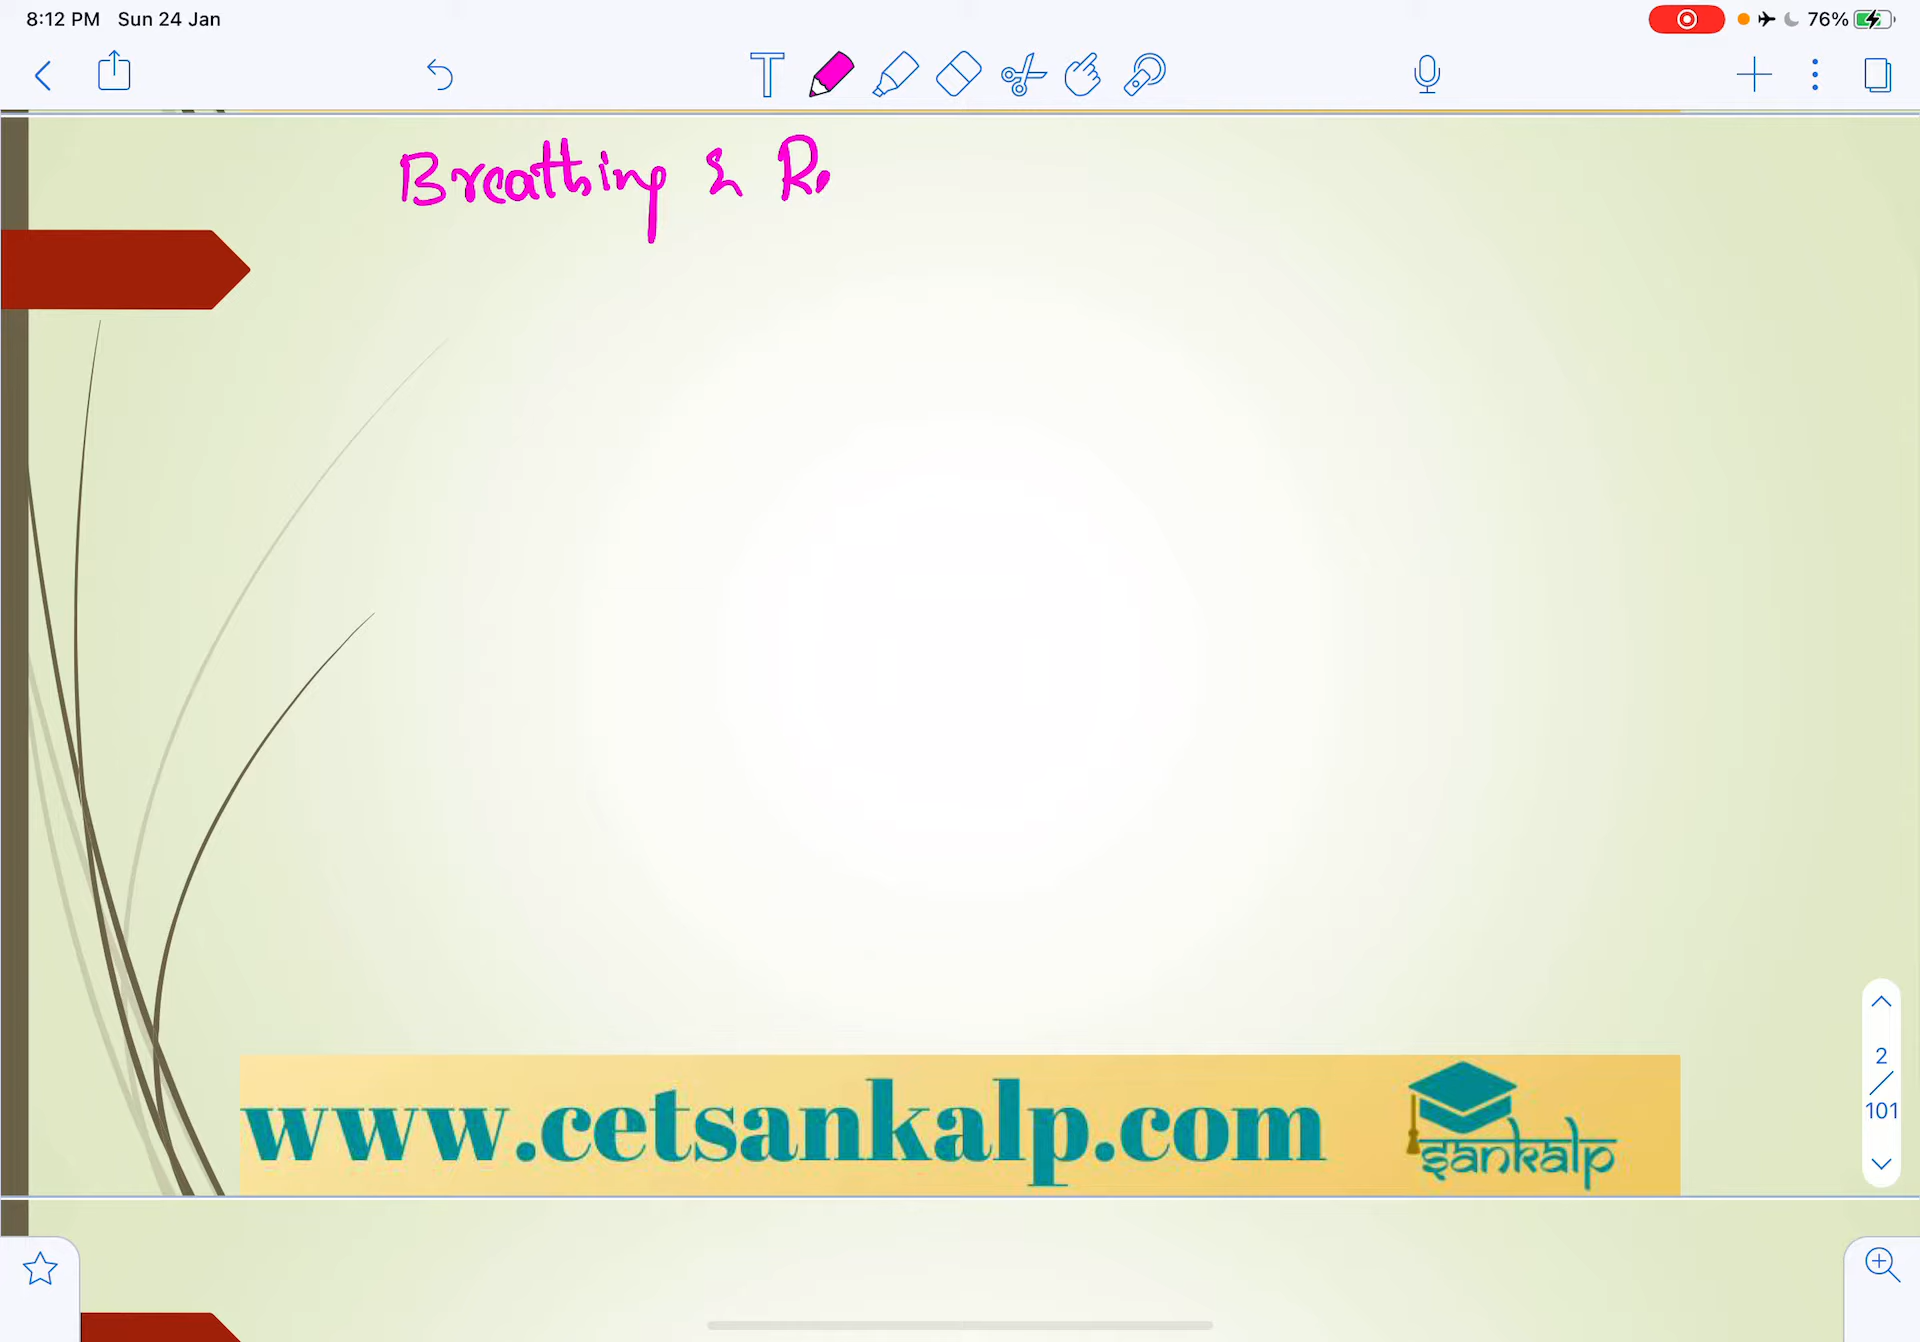 8:12 PM Sun 24 Jan
76%
T
Breathing & R
2
101
www.cetsankalp.com
sankalp